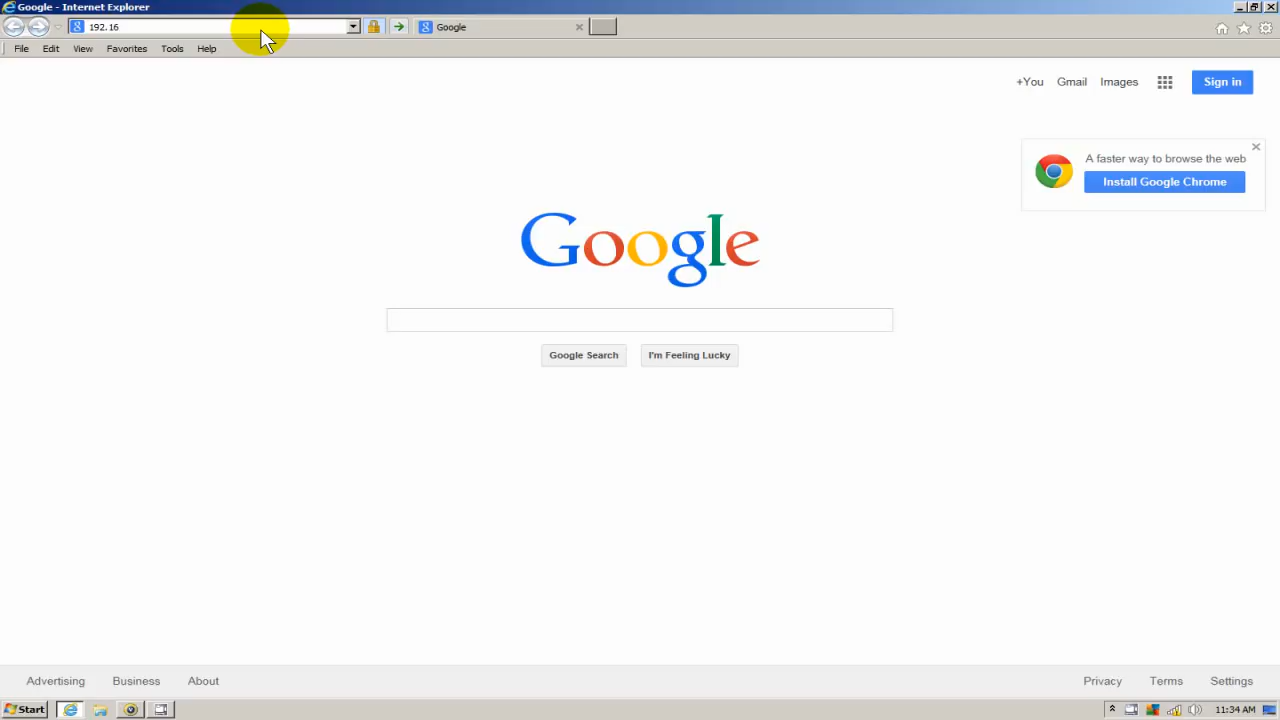 Google - Internet Explorer
192.16
Google
File Edit View Favorites Tools Help
+You Gmail Images Sign in
A faster way to browse the web
Install Google Chrome
Google
Google Search I'm Feeling Lucky
Advertising Business About Privacy Terms Settings
Start 11:34 AM